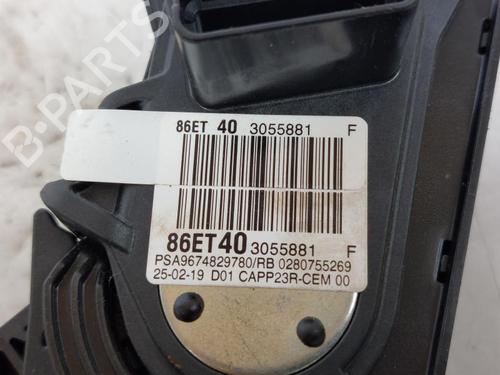 86ET 40 3055881 F
86ET40 3055881 F
PSA9674829780/RB 0280755269
25-02-19 D01 CAPP23R-CEM 00
B-PARTS